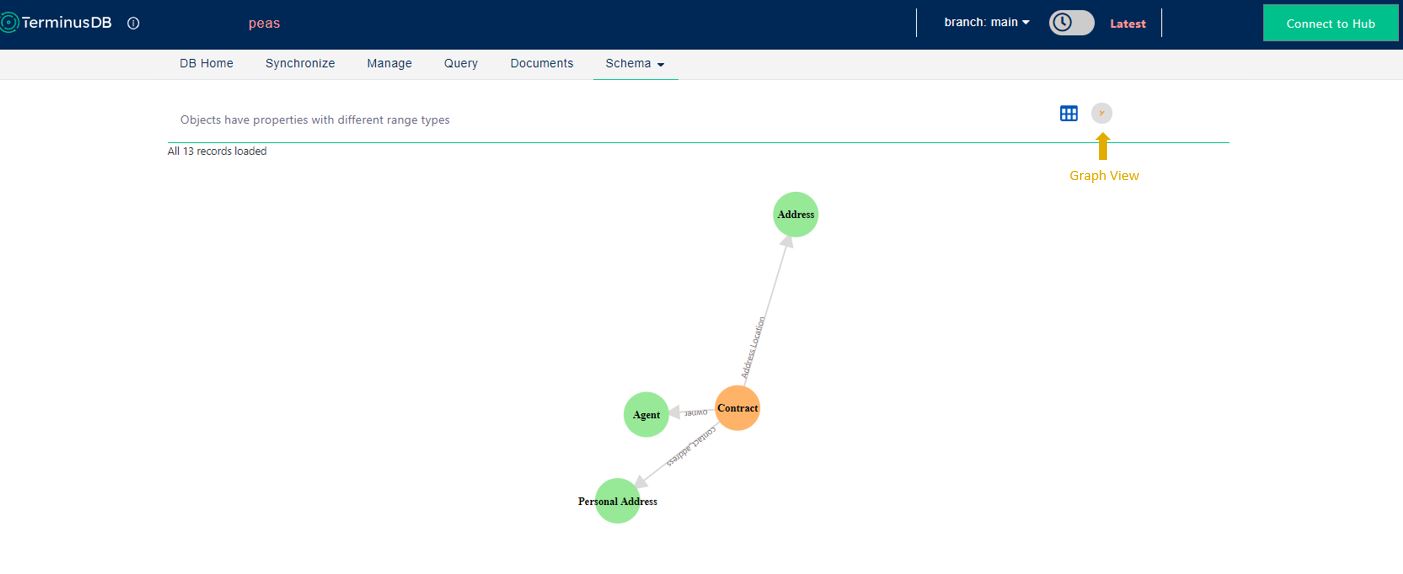 TerminusDB
peas
branch: main
Latest
Connect to Hub
DB Home
Synchronize
Manage
Query
Documents
Schema
Objects have properties with different range types
All 13 records loaded
Graph View
Address
Address Location
Agent
owner
Contract
contact_address
Personal Address